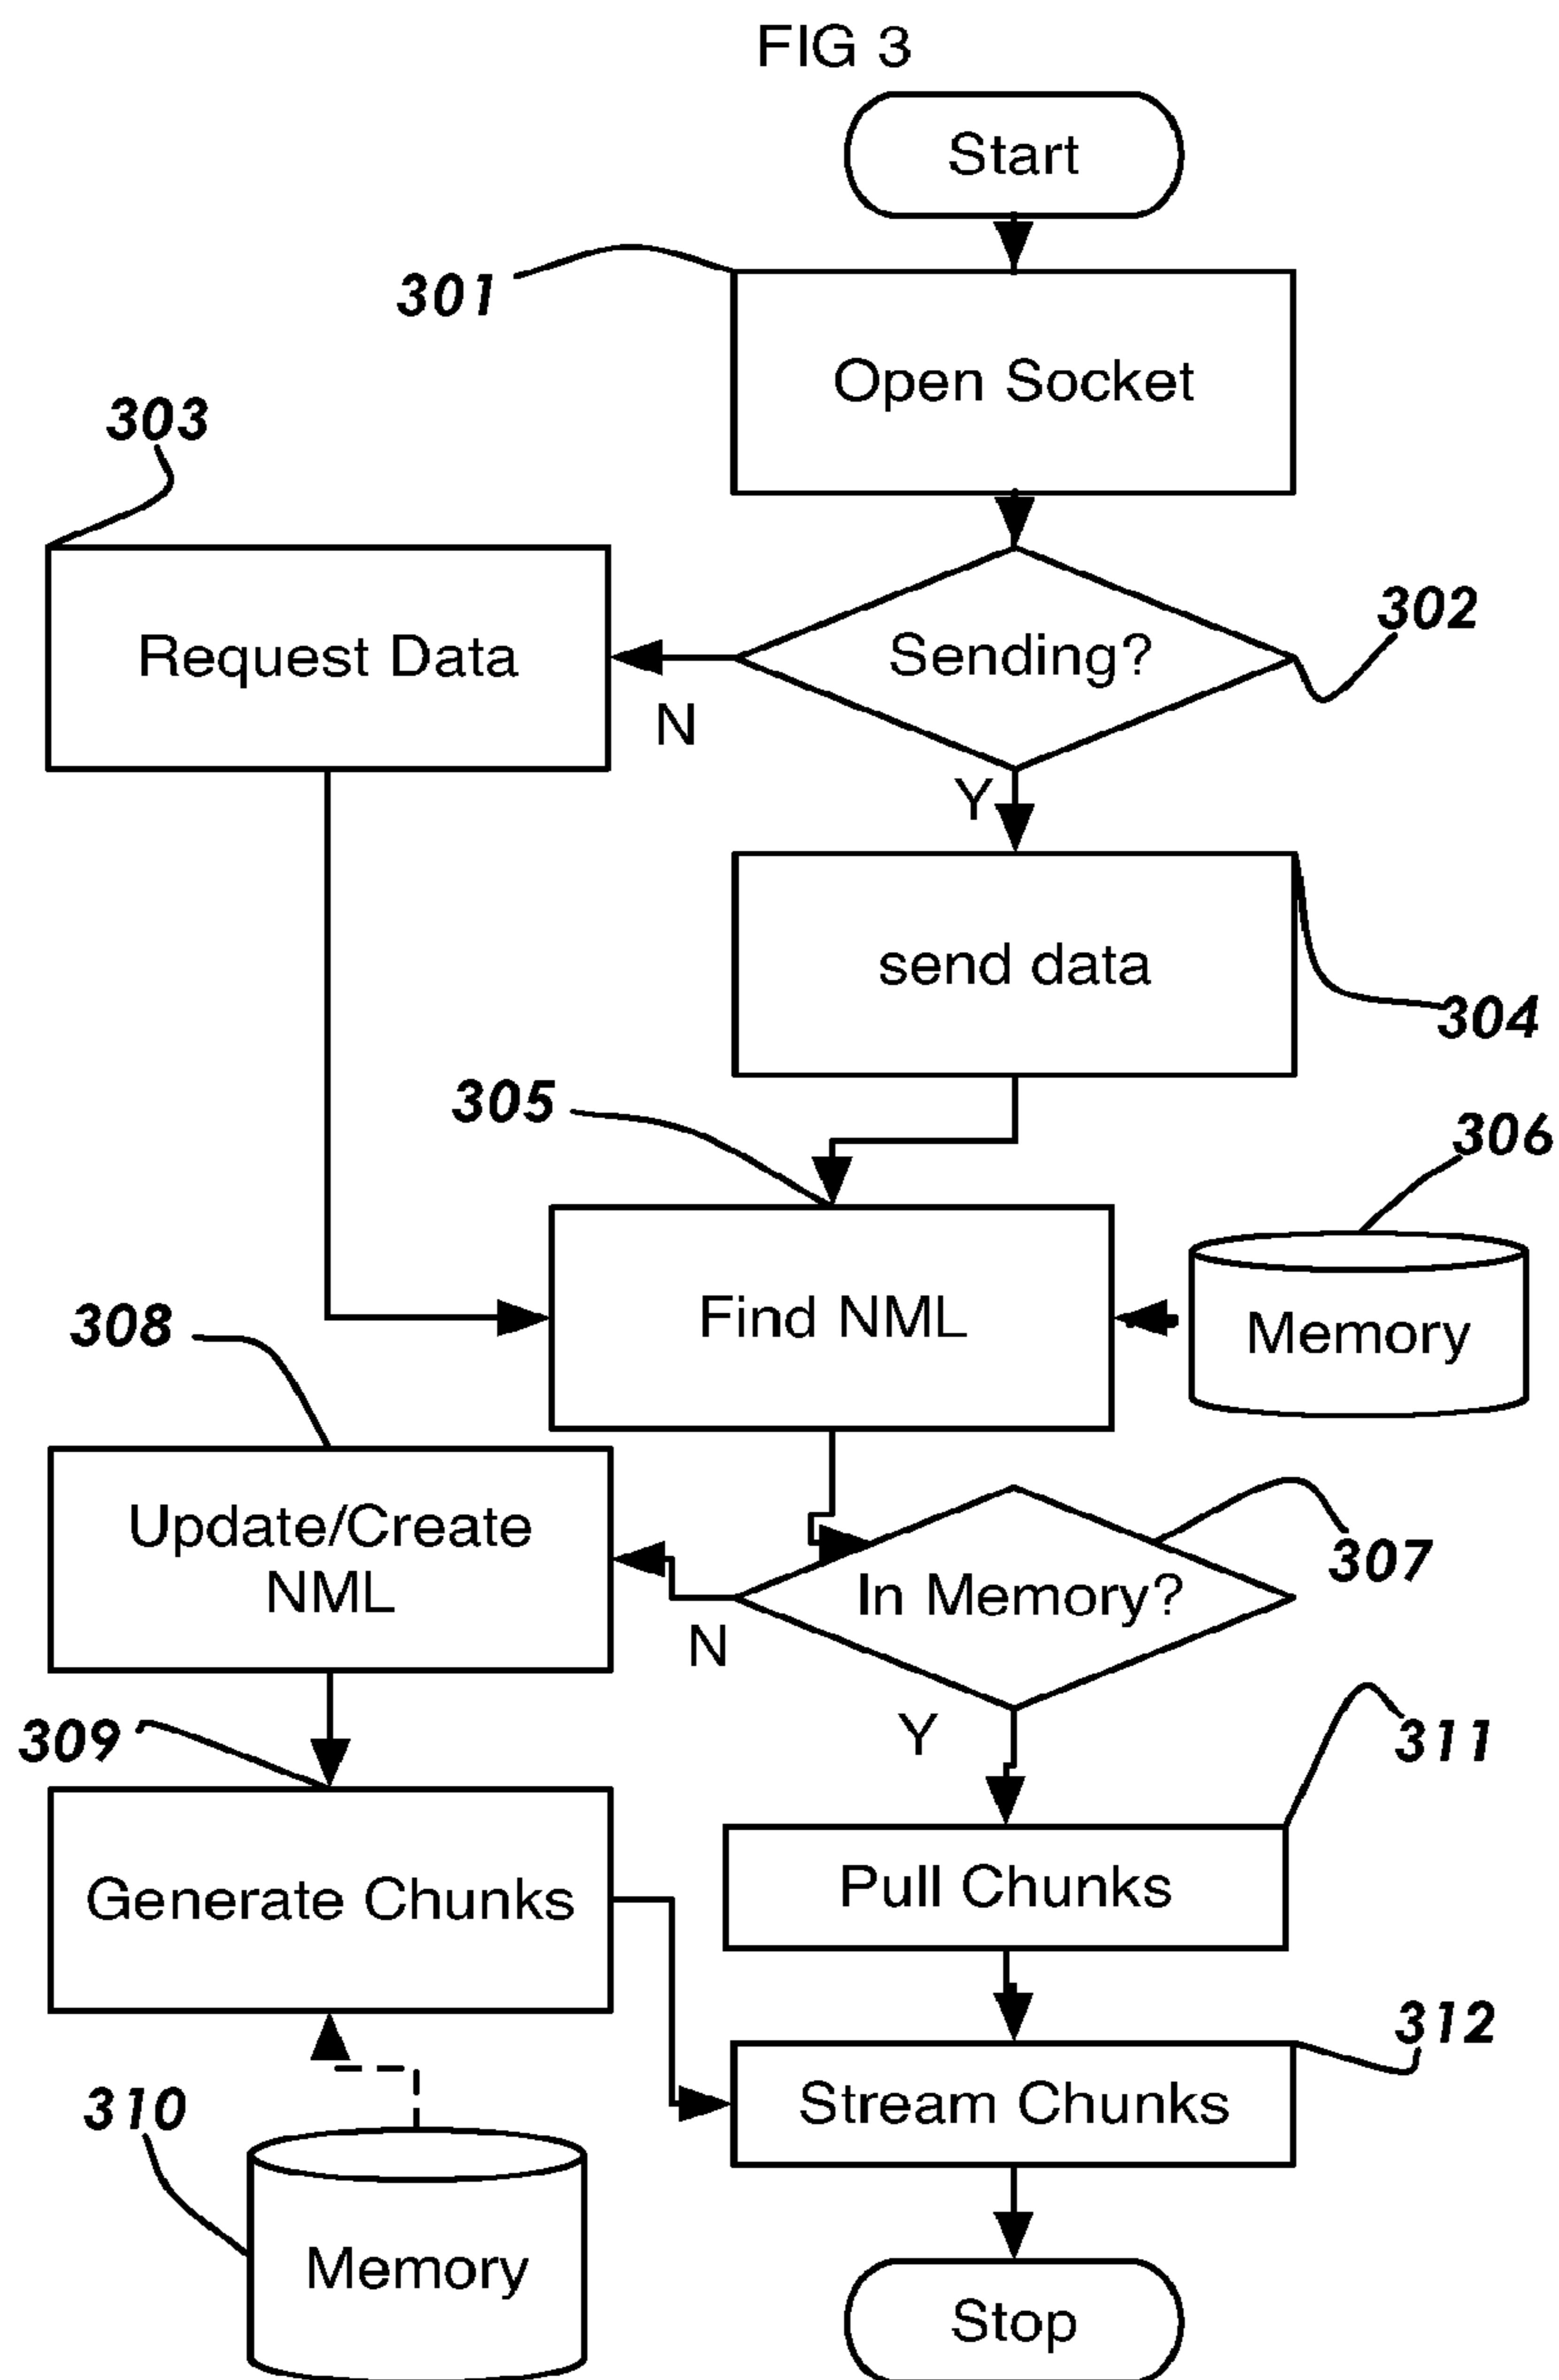 FIG 3
Start
301
Open Socket
303
302
Request Data
Sending?
N
Y
send data
304
305
306
Find NML
Memory
308
Update/Create
NML
307
In Memory?
N
309
Y
311
Generate Chunks
Pull Chunks
312
310
Stream Chunks
Memory
Stop